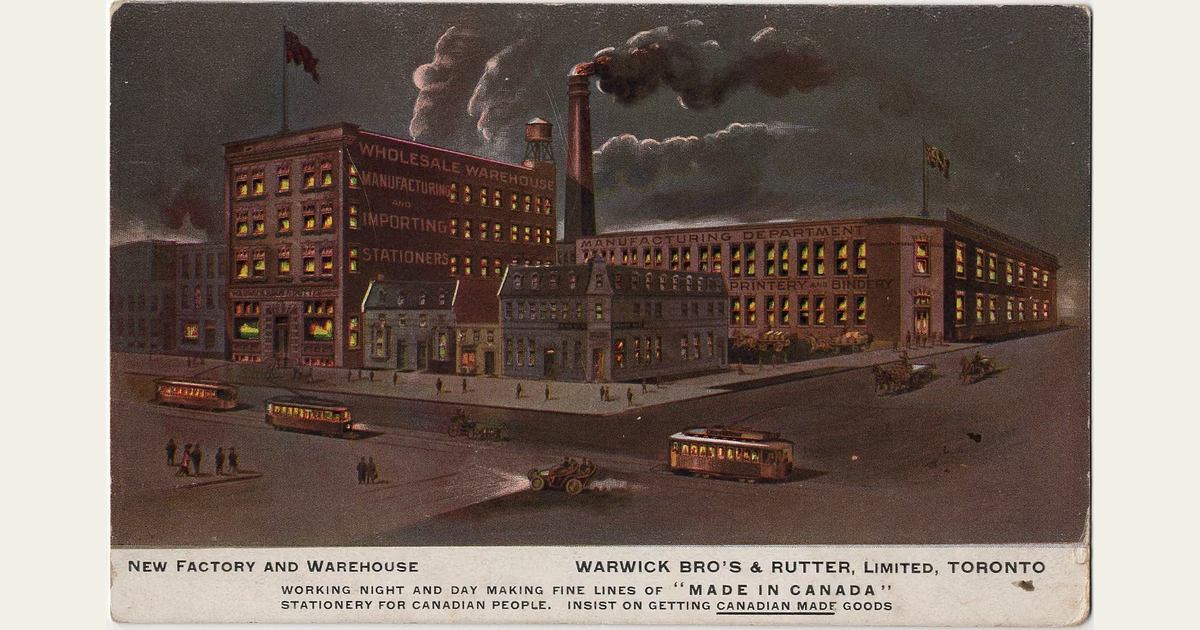 WHOLESALE WAREHOUSE
MANUFACTURING
AND
IMPORTING
STATIONERS
MANUFACTURING DEPARTMENT
PRINTERY AND BINDERY
NEW FACTORY AND WAREHOUSE
WARWICK BRO'S & RUTTER, LIMITED, TORONTO
WORKING NIGHT AND DAY MAKING FINE LINES OF "MADE IN CANADA"
STATIONERY FOR CANADIAN PEOPLE. INSIST ON GETTING CANADIAN MADE GOODS